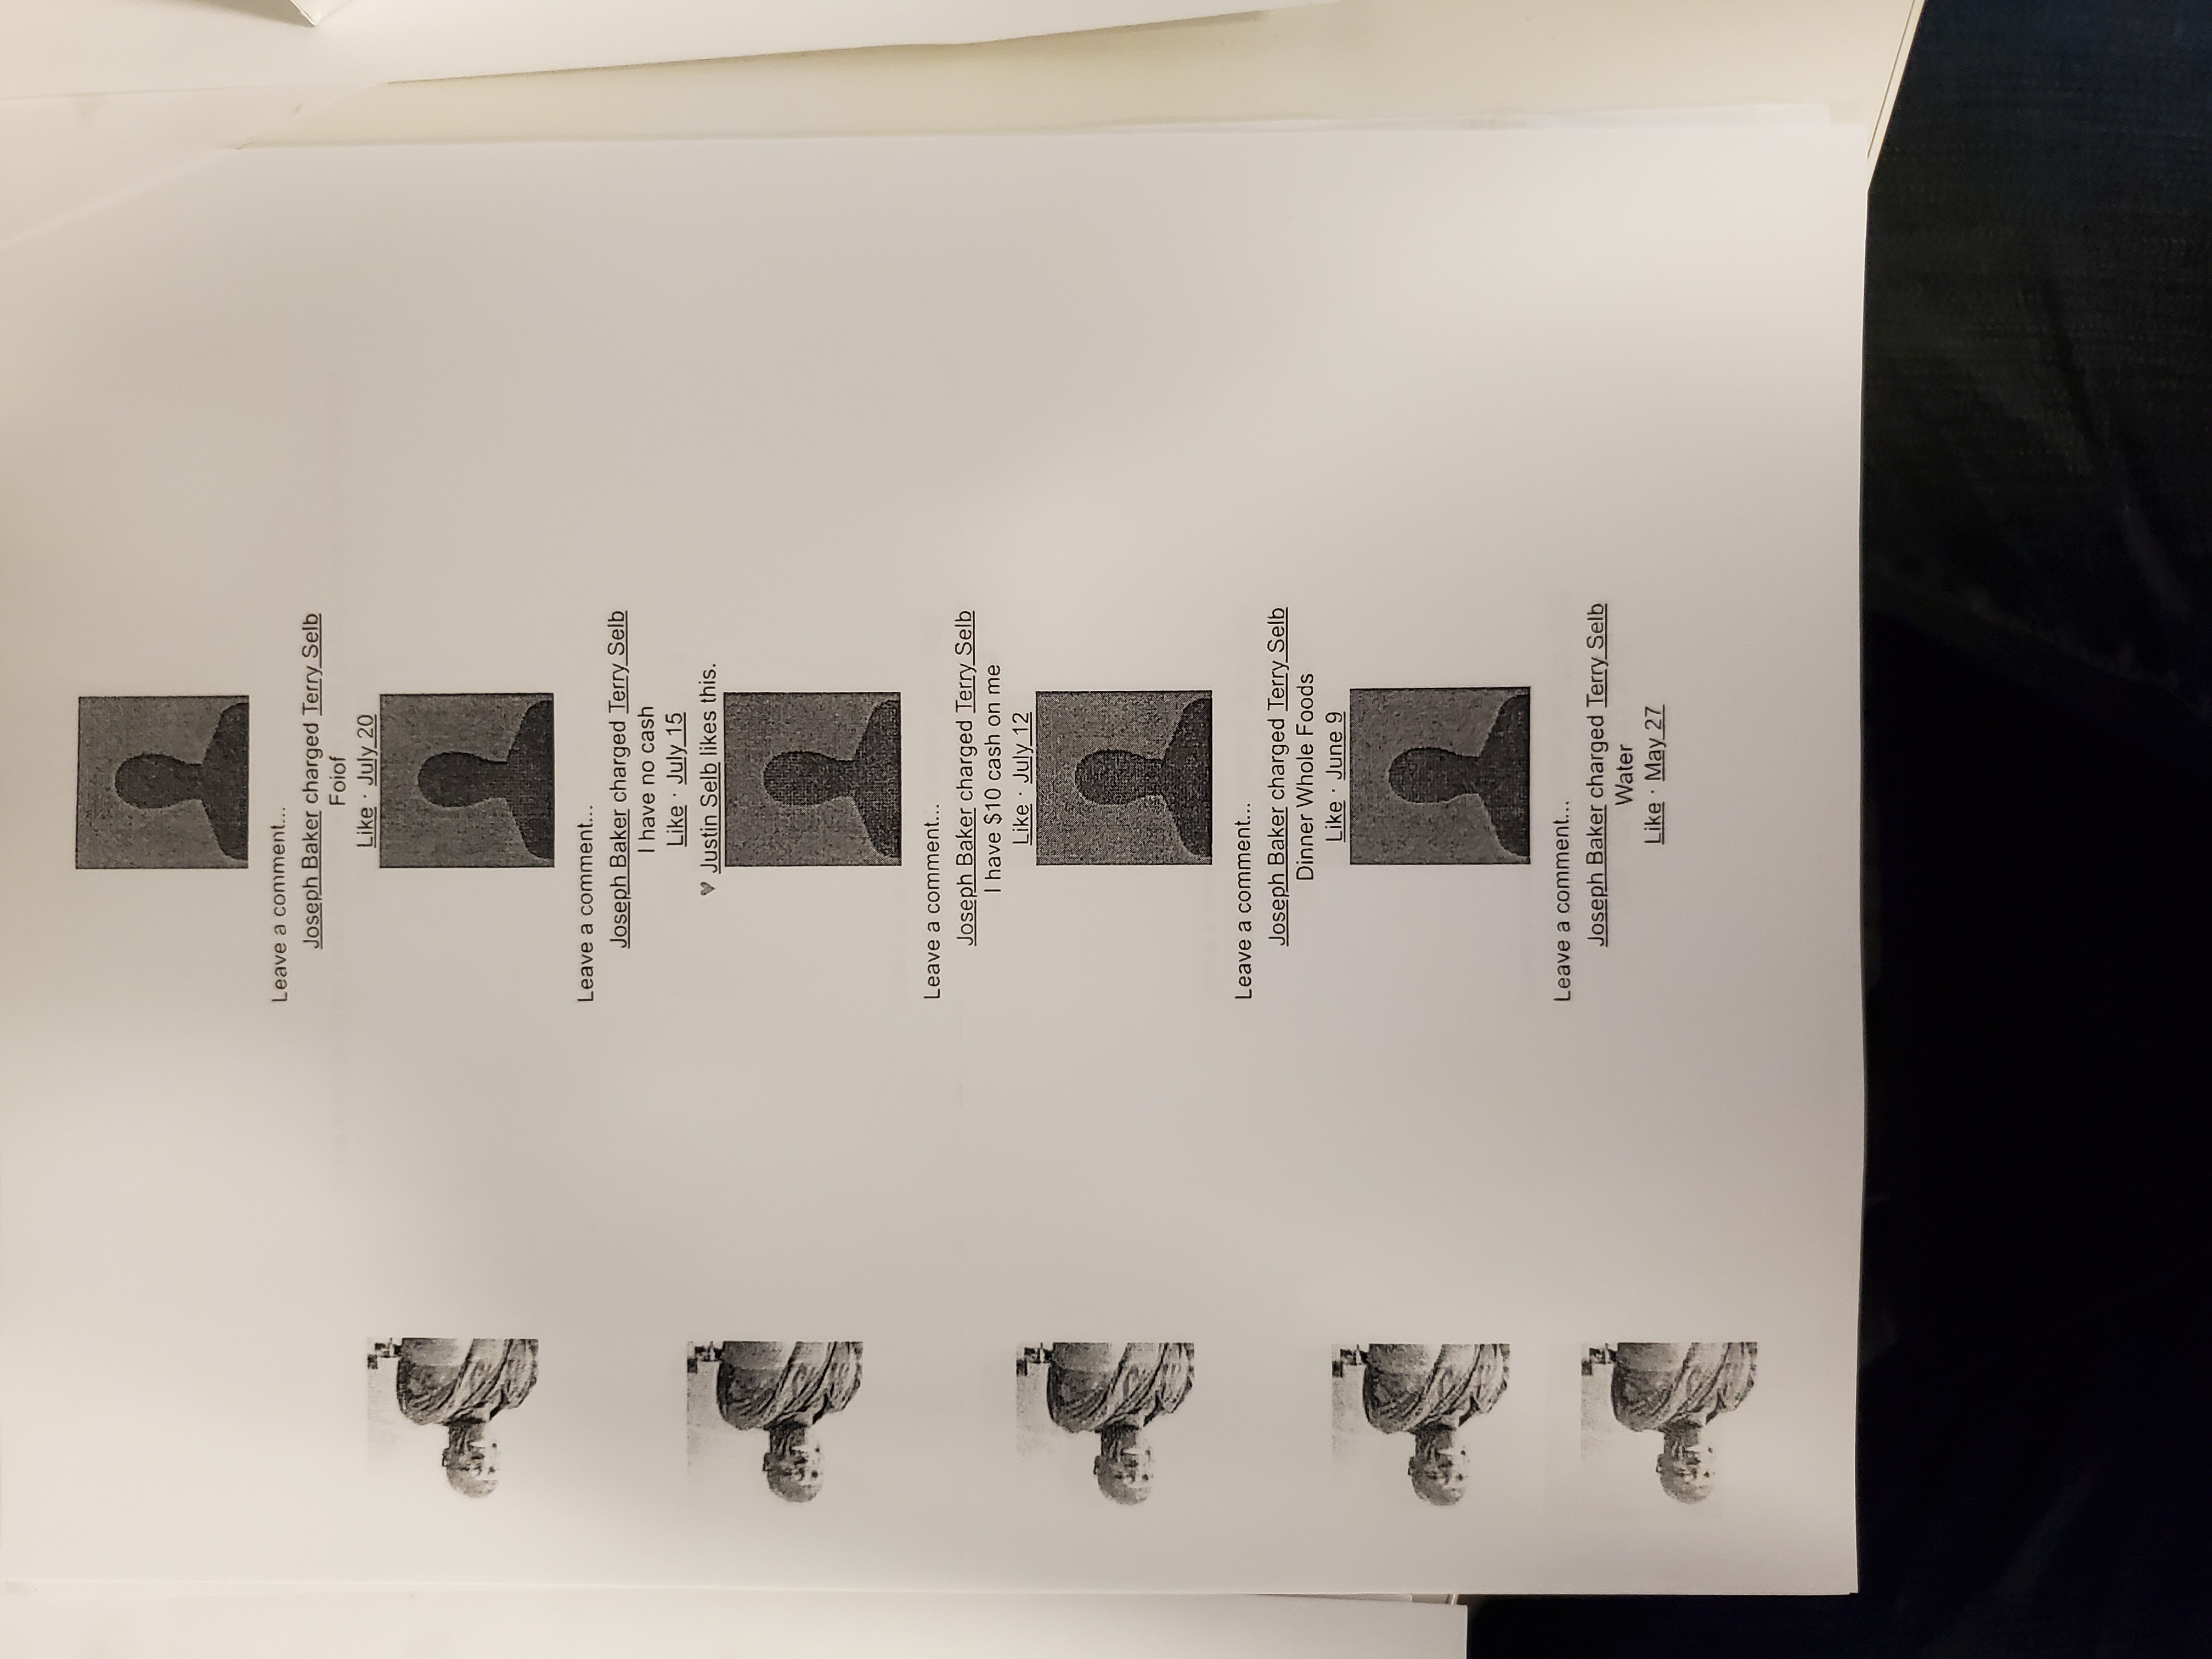 Leave a comment...
Joseph Baker charged Terry Selb
Foiof
Like · July 20
Leave a comment...
Joseph Baker charged Terry Selb
I have no cash
Like · July 15
♥ Justin Selb likes this.
Leave a comment...
Joseph Baker charged Terry Selb
I have $10 cash on me
Like · July 12
Leave a comment...
Joseph Baker charged Terry Selb
Dinner Whole Foods
Like · June 9
Leave a comment...
Joseph Baker charged Terry Selb
Water
Like · May 27